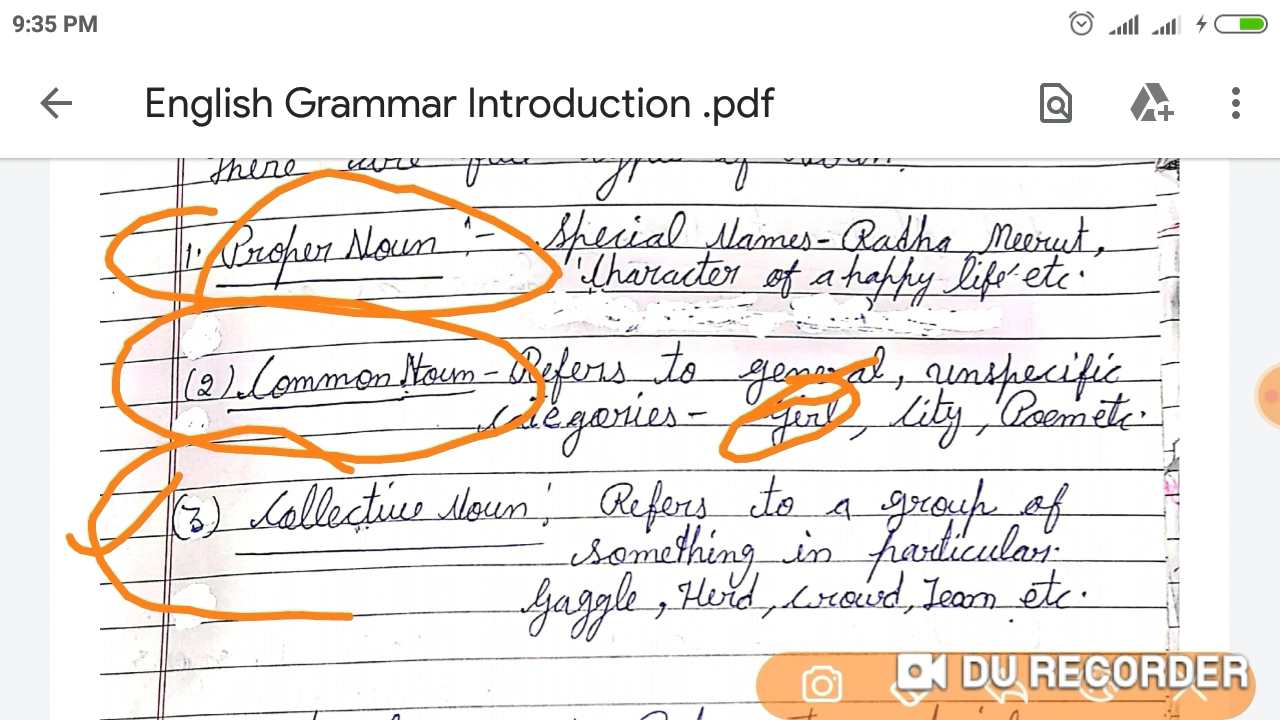 9:35 PM
English Grammar Introduction .pdf
There
1. Proper Noun :- Special Names- Radha, Meerut,
'Character of a happy life' etc.
(2) Common Noun - Refers to general, unspecific
categories- Girl, City, Poem etc.
(3) Collective Noun: Refers to a group of
something in particular.
Gaggle, Herd, Crowd, Team etc.
DU RECORDER